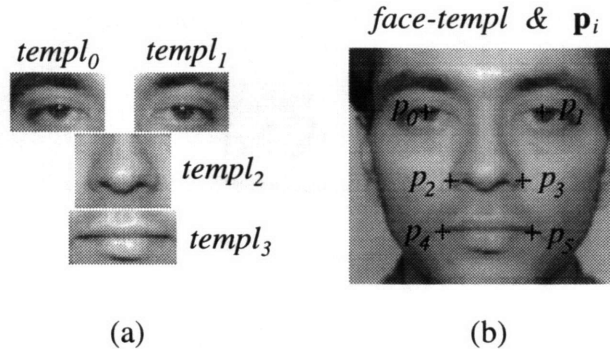 face-templ & pᵢ
templ₀ templ₁
p₀ p₁
templ₂
p₂ p₃
templ₃
p₄ p₅
(a) (b)